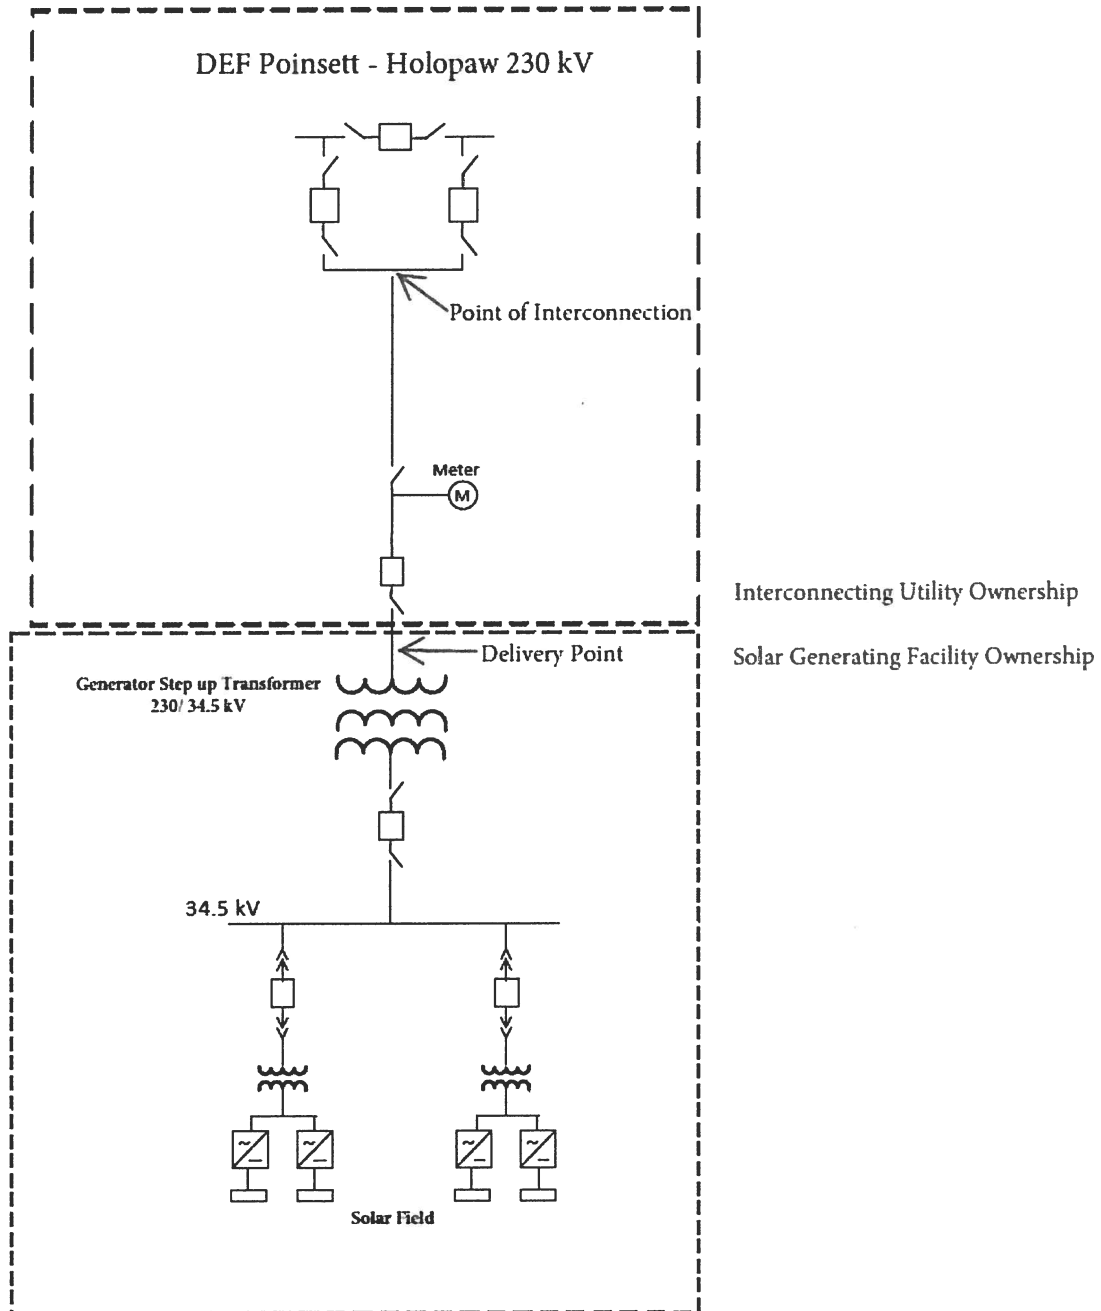 DEF Poinsett - Holopaw 230 kV
Point of Interconnection
Meter
M
Interconnecting Utility Ownership
Delivery Point
Solar Generating Facility Ownership
Generator Step up Transformer
230/ 34.5 kV
34.5 kV
Solar Field